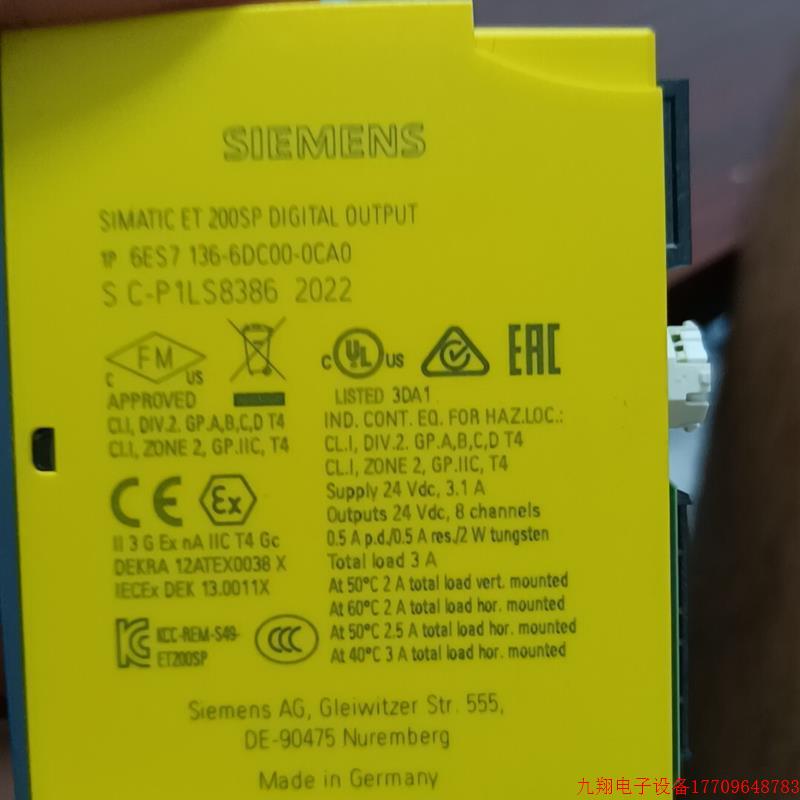 SIEMENS
SIMATIC ET 200SP DIGITAL OUTPUT
1P 6ES7 136-6DC00-0CA0
S C-P1LS8386 2022
FM
C US
APPROVED
CL.I, DIV.2. GP.A,B,C,D T4
CL.I, ZONE 2, GP.IIC, T4
c UL US
LISTED 3DA1
IND. CONT. EQ. FOR HAZ.LOC.:
CL.I, DIV.2. GP.A,B,C,D T4
CL.I, ZONE 2, GP.IIC, T4
EAC
Supply 24 Vdc, 3.1 A
Outputs 24 Vdc, 8 channels
0.5 A p.d./0.5 A res./2 W tungsten
Total load 3 A
At 50°C 2 A total load vert. mounted
At 60°C 2 A total load hor. mounted
At 50°C 2.5 A total load hor. mounted
At 40°C 3 A total load hor. mounted
CE Ex
II 3 G Ex nA IIC T4 Gc
DEKRA 12ATEX0038 X
IECEx DEK 13.0011X
KCC-REM-S49-
ET200SP
CCC
Siemens AG, Gleiwitzer Str. 555,
DE-90475 Nuremberg
Made in Germany
九翔电子设备17709648783